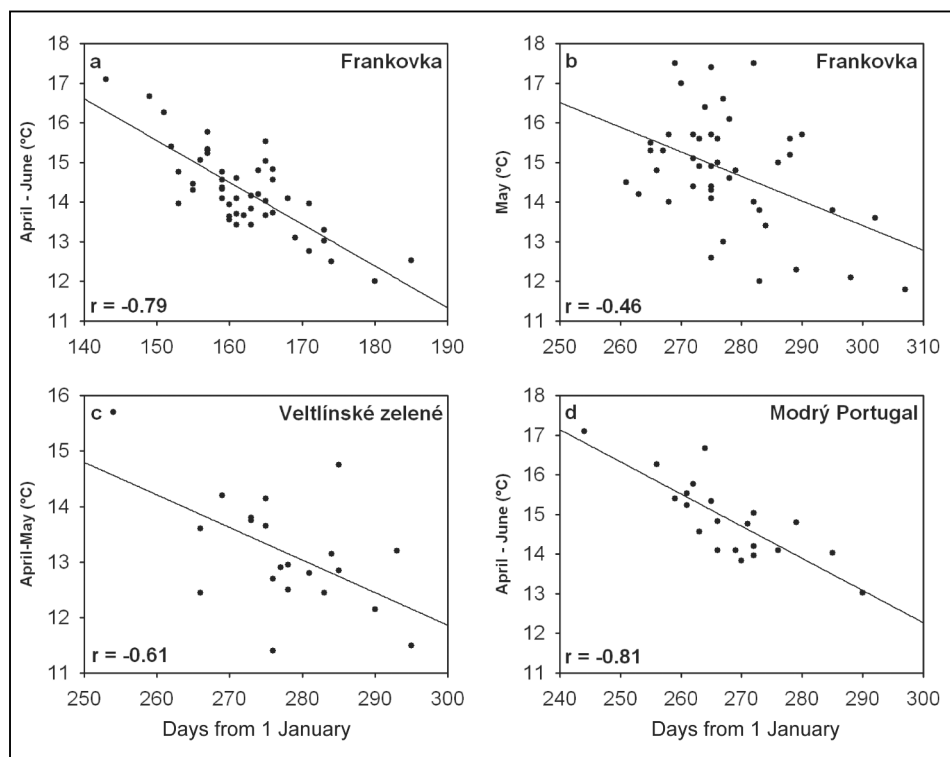 a Frankovka
18
17
16
15
14
13
12
11
April - June (°C)
r = -0.79
140 150 160 170 180 190
b Frankovka
18
17
16
15
14
13
12
11
May (°C)
r = -0.46
250 260 270 280 290 300 310
c Veltlínské zelené
16
15
14
13
12
11
April-May (°C)
r = -0.61
250 260 270 280 290 300
Days from 1 January
d Modrý Portugal
18
17
16
15
14
13
12
11
April - June (°C)
r = -0.81
240 250 260 270 280 290 300
Days from 1 January